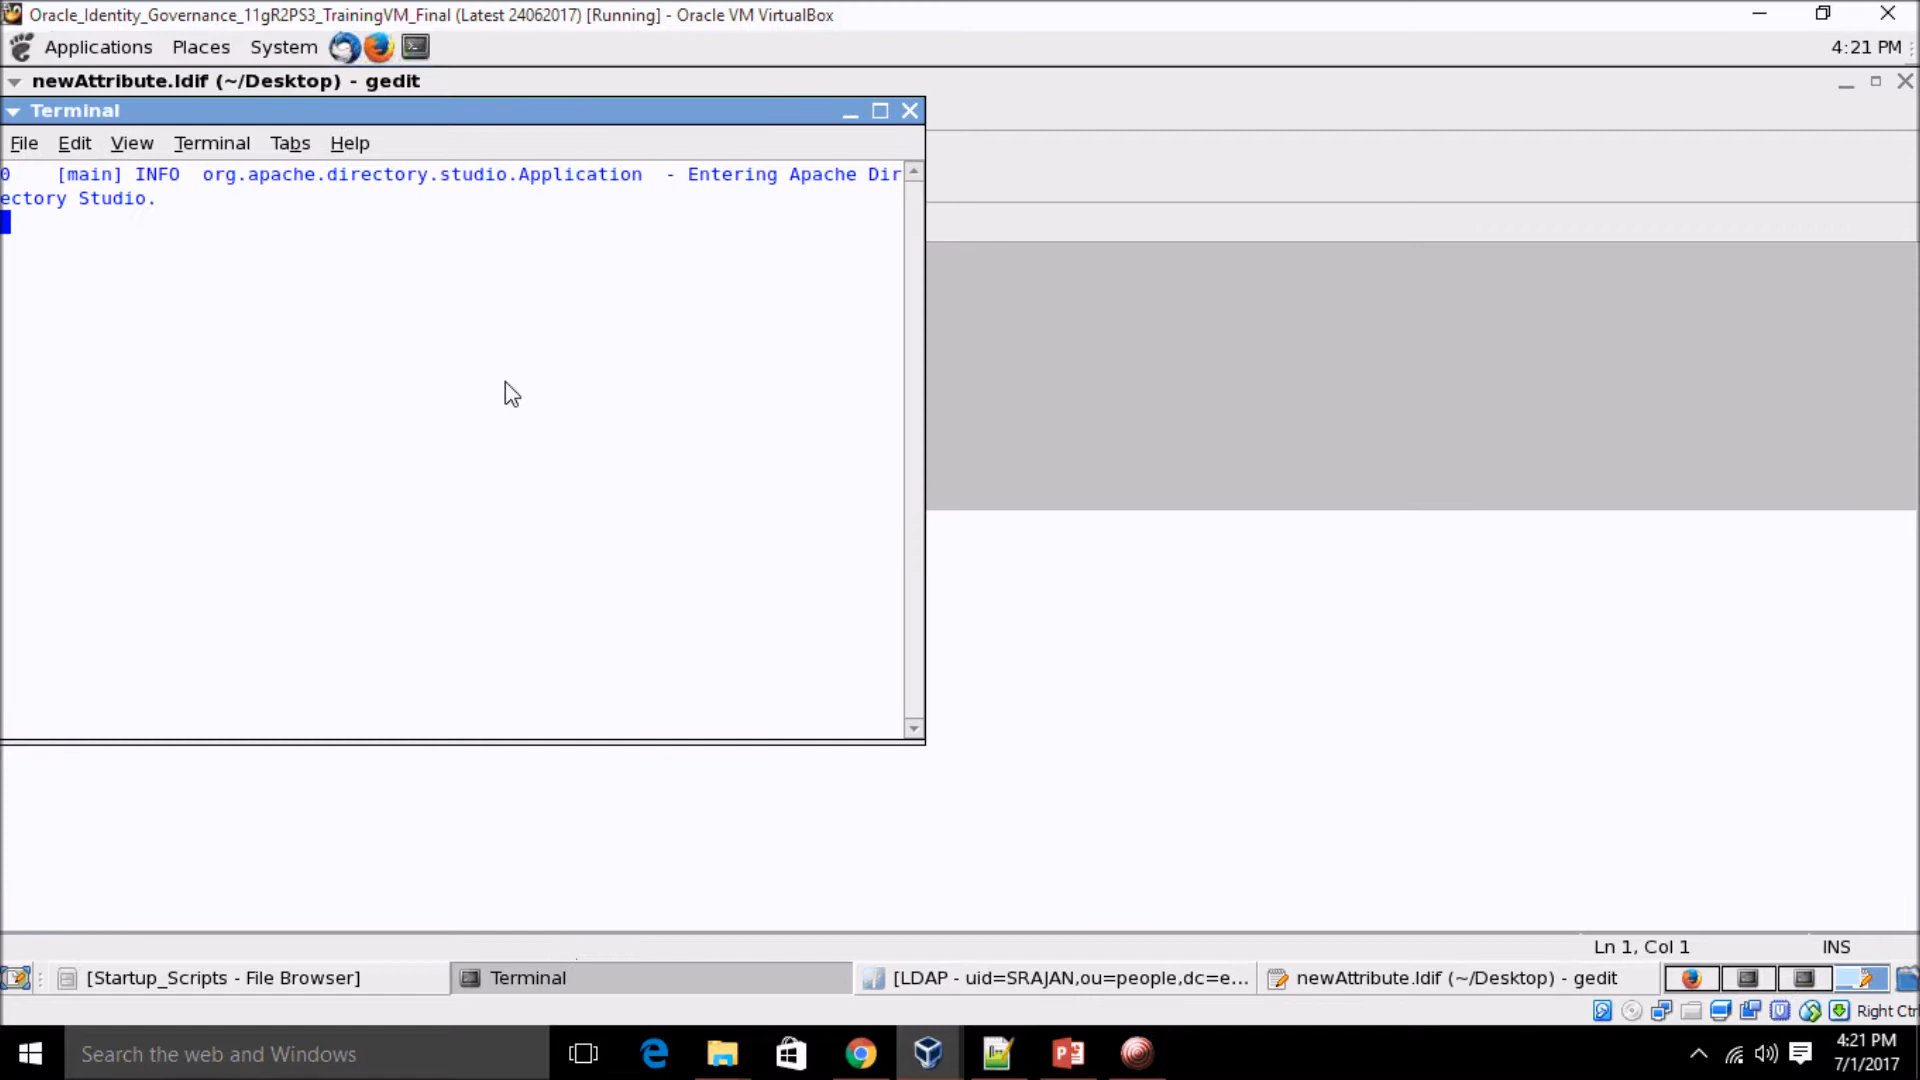 Oracle_Identity_Governance_11gR2PS3_TrainingVM_Final (Latest 24062017) [Running] - Oracle VM VirtualBox
Applications Places System 4:21 PM
newAttribute.ldif (~/Desktop) - gedit
Terminal
File Edit View Terminal Tabs Help
0 [main] INFO org.apache.directory.studio.Application - Entering Apache Dir
ectory Studio.
Ln 1, Col 1 INS
[Startup_Scripts - File Browser] Terminal [LDAP - uid=SRAJAN,ou=people,dc=e... newAttribute.ldif (~/Desktop) - gedit
Right Ctrl
Search the web and Windows
4:21 PM
7/1/2017